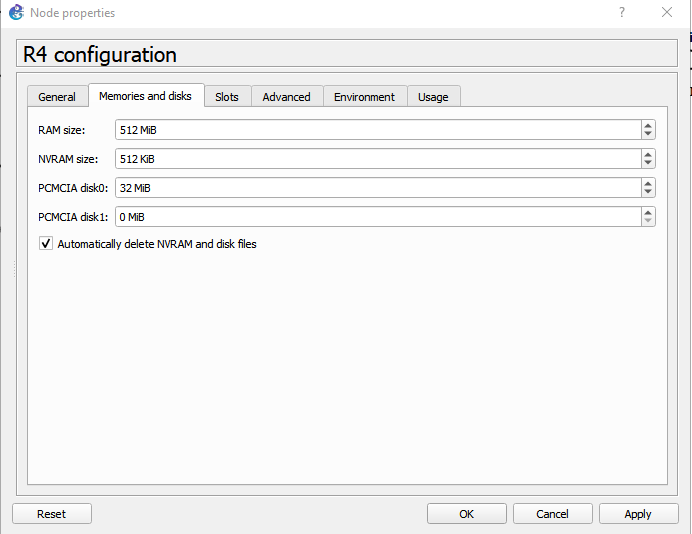 Node properties
?
R4 configuration
General Memories and disks Slots Advanced Environment Usage
RAM size: 512 MiB
NVRAM size: 512 KiB
PCMCIA disk0: 32 MiB
PCMCIA disk1: 0 MiB
Automatically delete NVRAM and disk files
Reset OK Cancel Apply